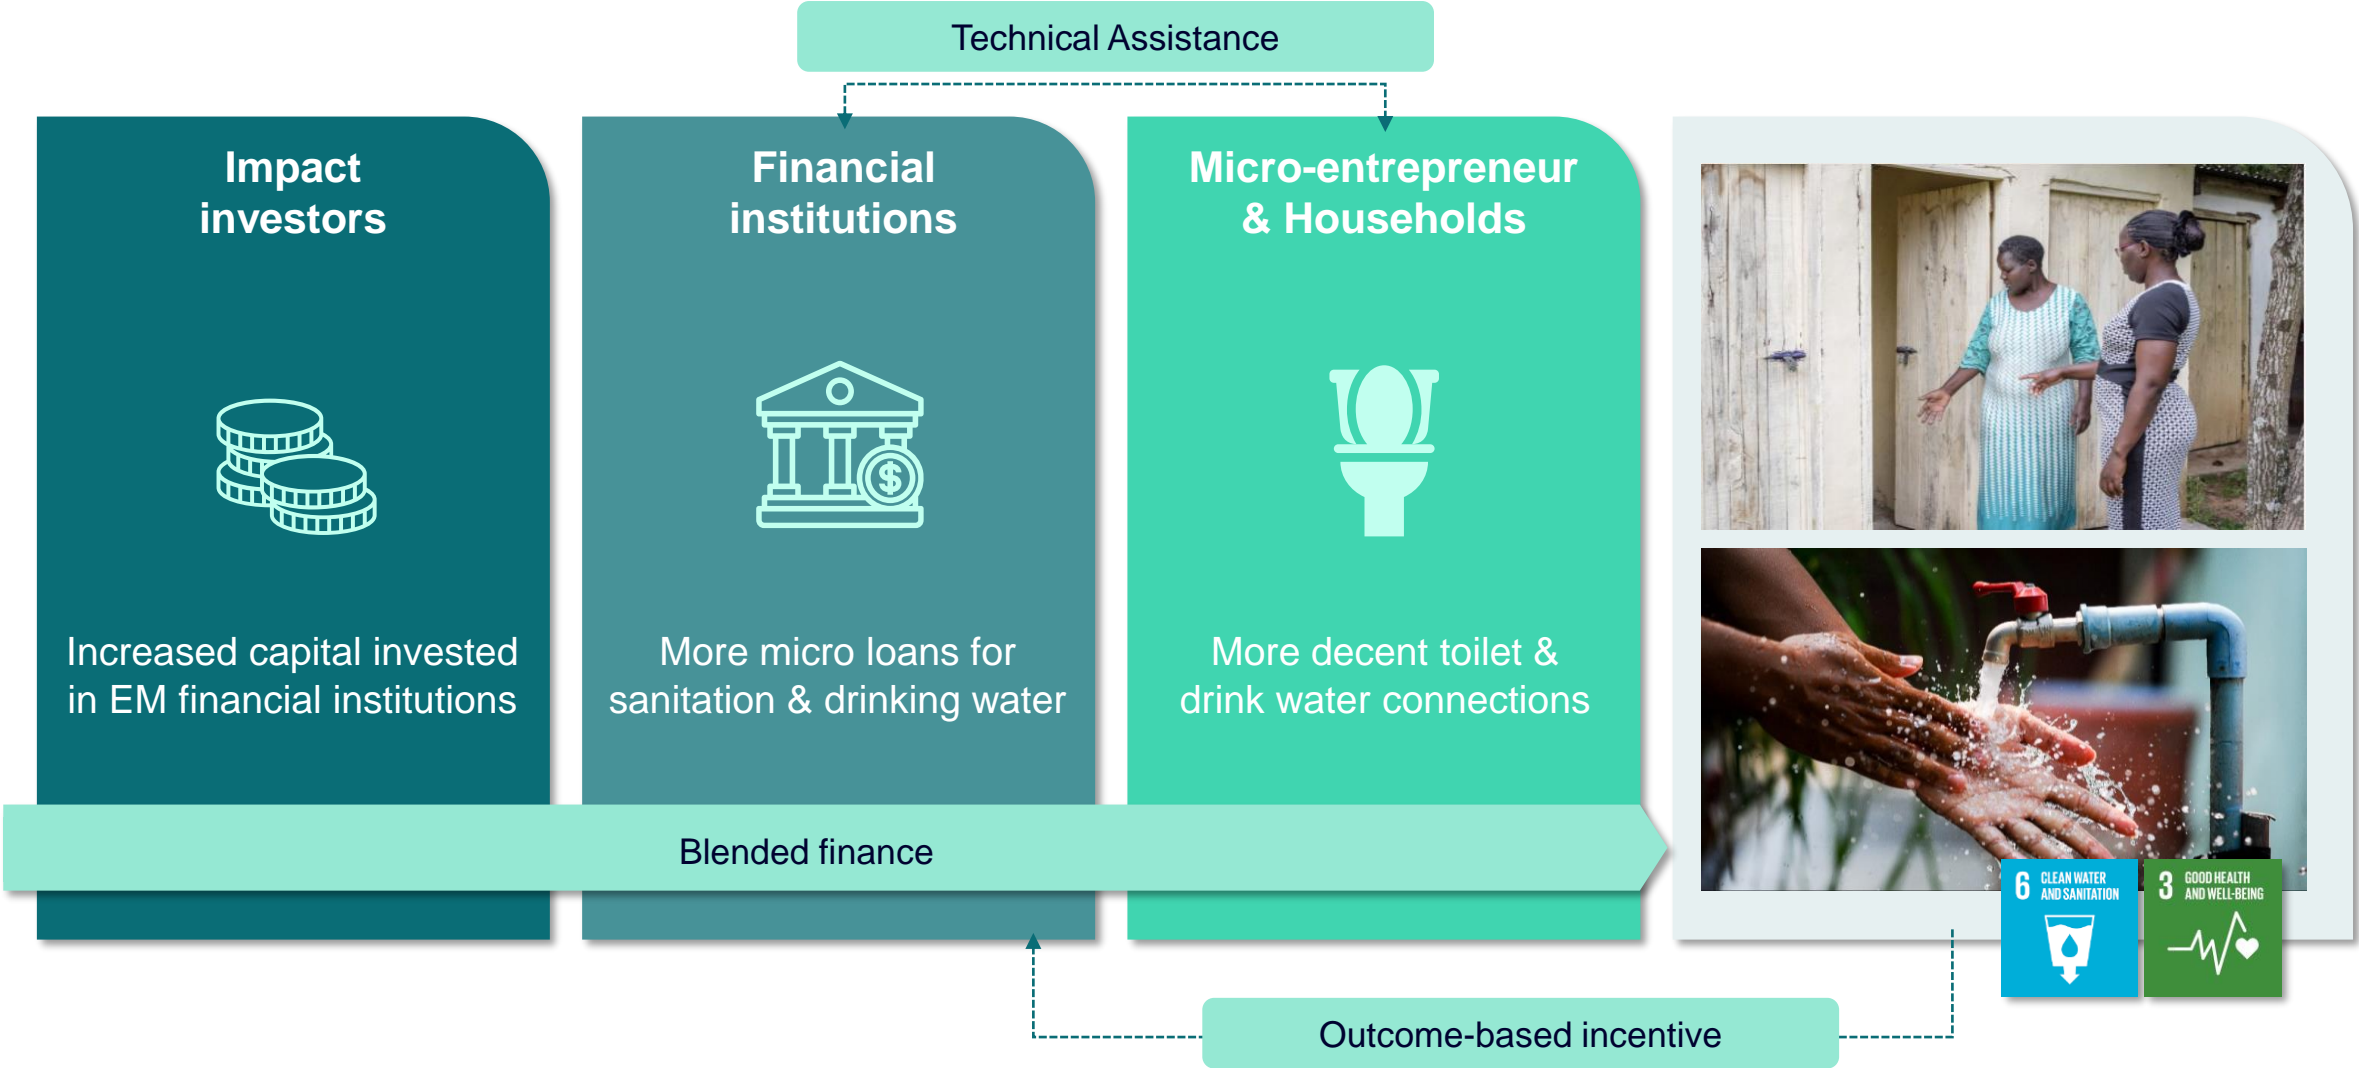 Technical Assistance
Impact
investors
Increased capital invested
in EM financial institutions
Financial
institutions
$
More micro loans for
sanitation & drinking water
Micro-entrepreneur
& Households
More decent toilet &
drink water connections
Blended finance
6 CLEAN WATER
AND SANITATION
3 GOOD HEALTH
AND WELL-BEING
Outcome-based incentive